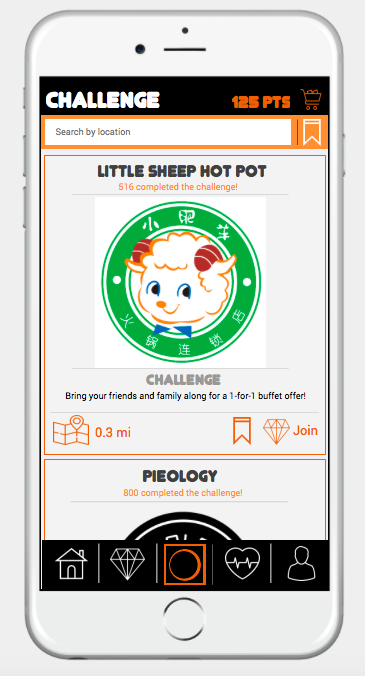 CHALLENGE
125 PTS
Search by location
LITTLE SHEEP HOT POT
516 completed the challenge!
小肥羊
火锅连锁店
CHALLENGE
Bring your friends and family along for a 1-for-1 buffet offer!
0.3 mi
Join
PIEOLOGY
800 completed the challenge!